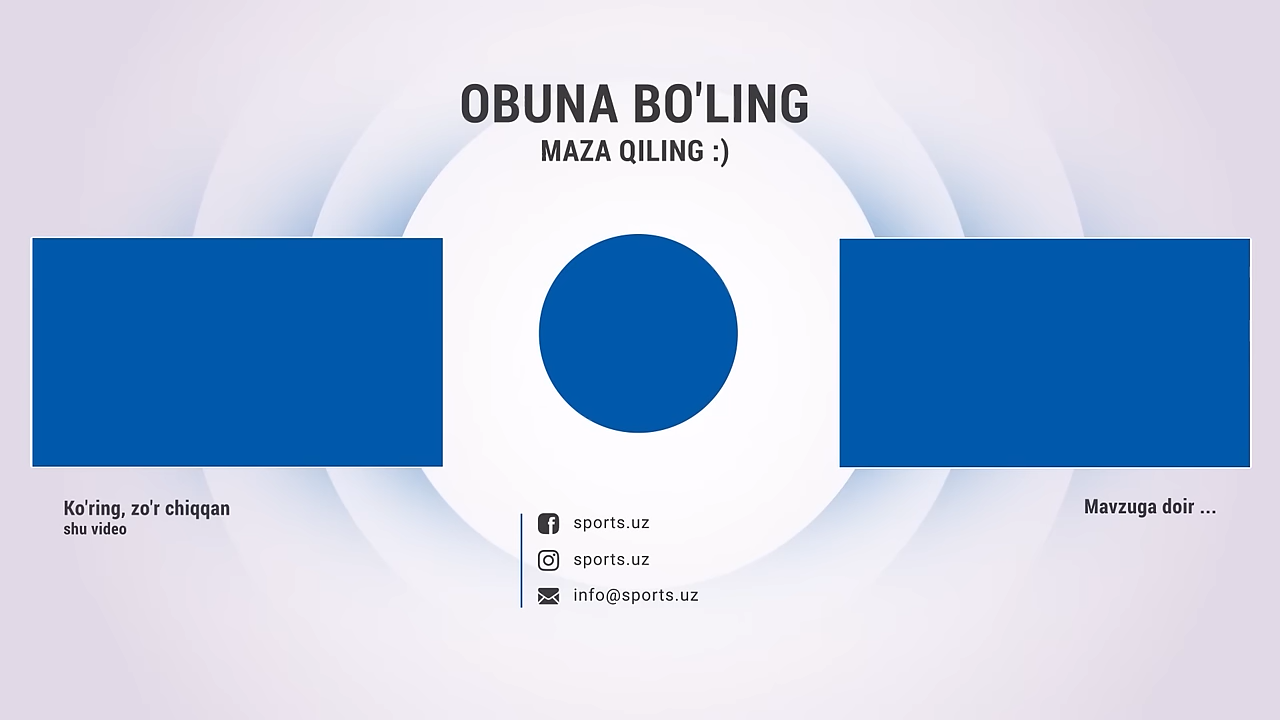 OBUNA BO'LING
MAZA QILING :)
Ko'ring, zo'r chiqqan
shu video
Mavzuga doir ...
sports.uz
sports.uz
info@sports.uz